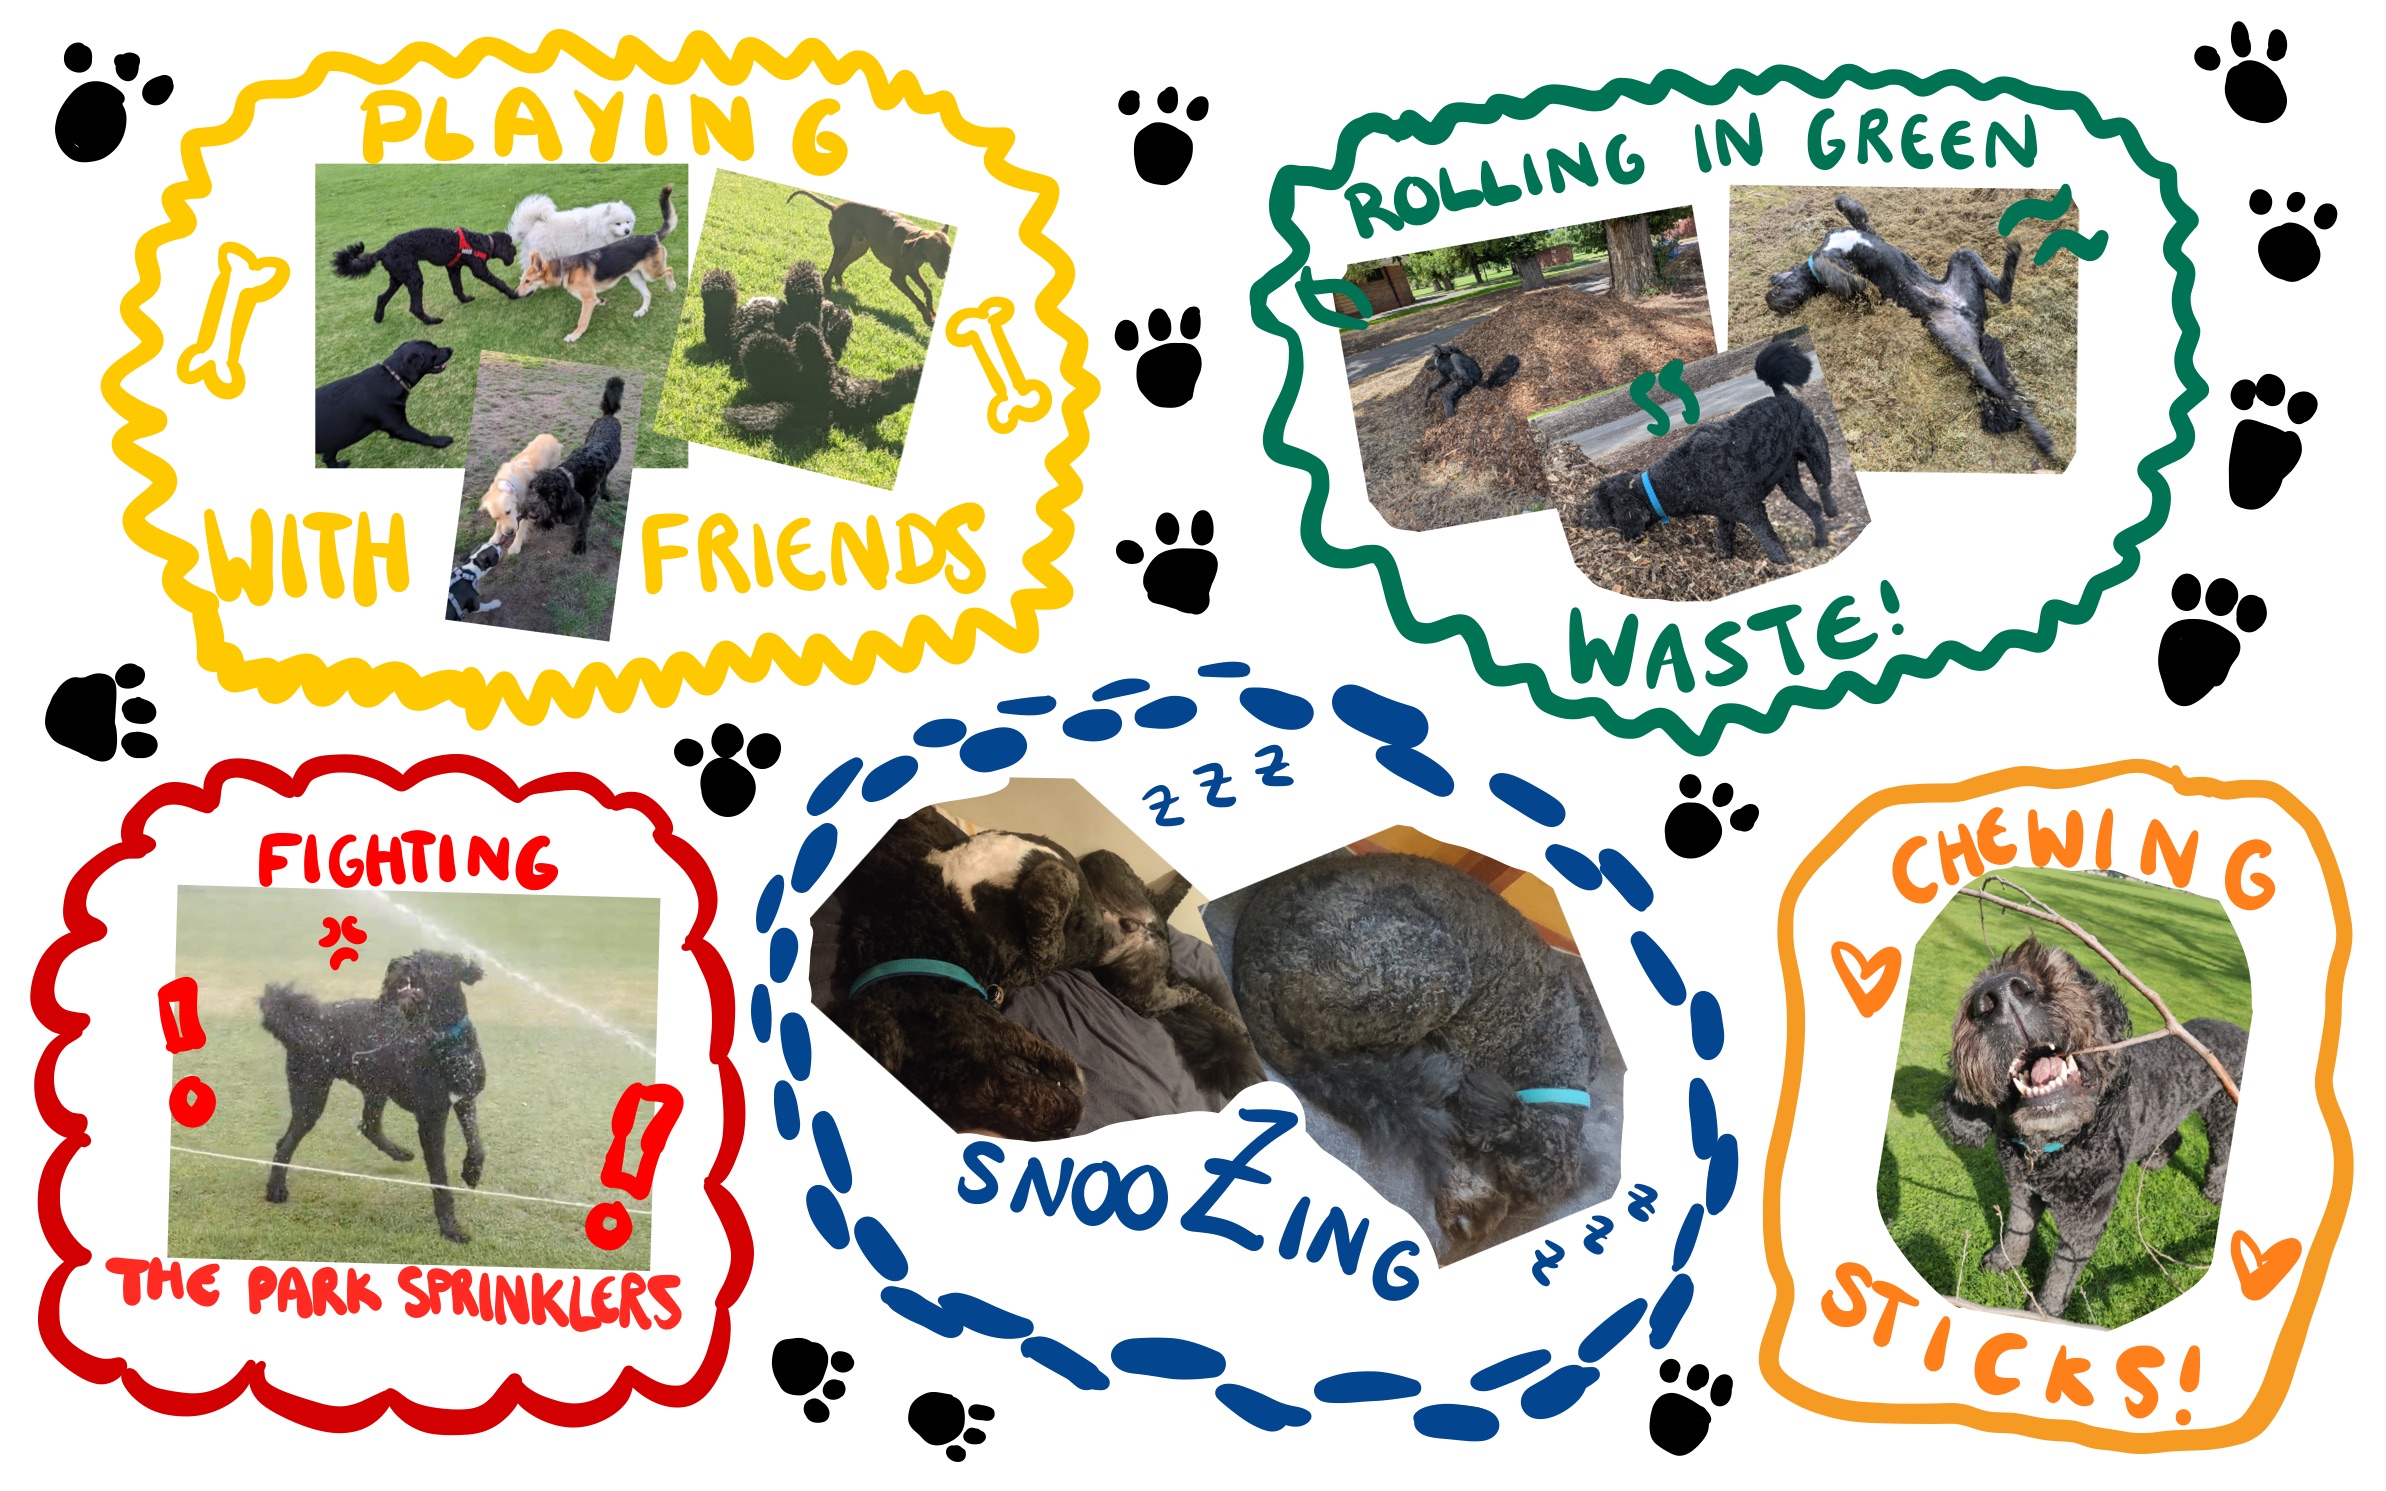 PLAYING
WITH FRIENDS
ROLLING IN GREEN
WASTE!
FIGHTING
THE PARK SPRINKLERS
z z z
SNOOZING
z z z
CHEWING
STICKS!